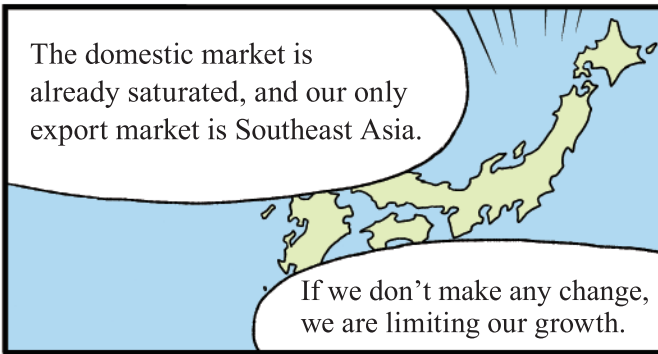 The domestic market is
already saturated, and our only
export market is Southeast Asia.
If we don’t make any change,
we are limiting our growth.